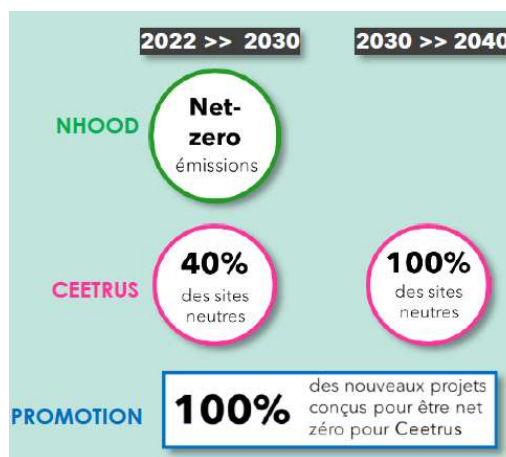 2022 >> 2030
2030 >> 2040
NHOOD
Net-
zero
émissions
CEETRUS
40%
des sites
neutres
100%
des sites
neutres
PROMOTION
100%
des nouveaux projets
conçus pour être net
zéro pour Ceetrus